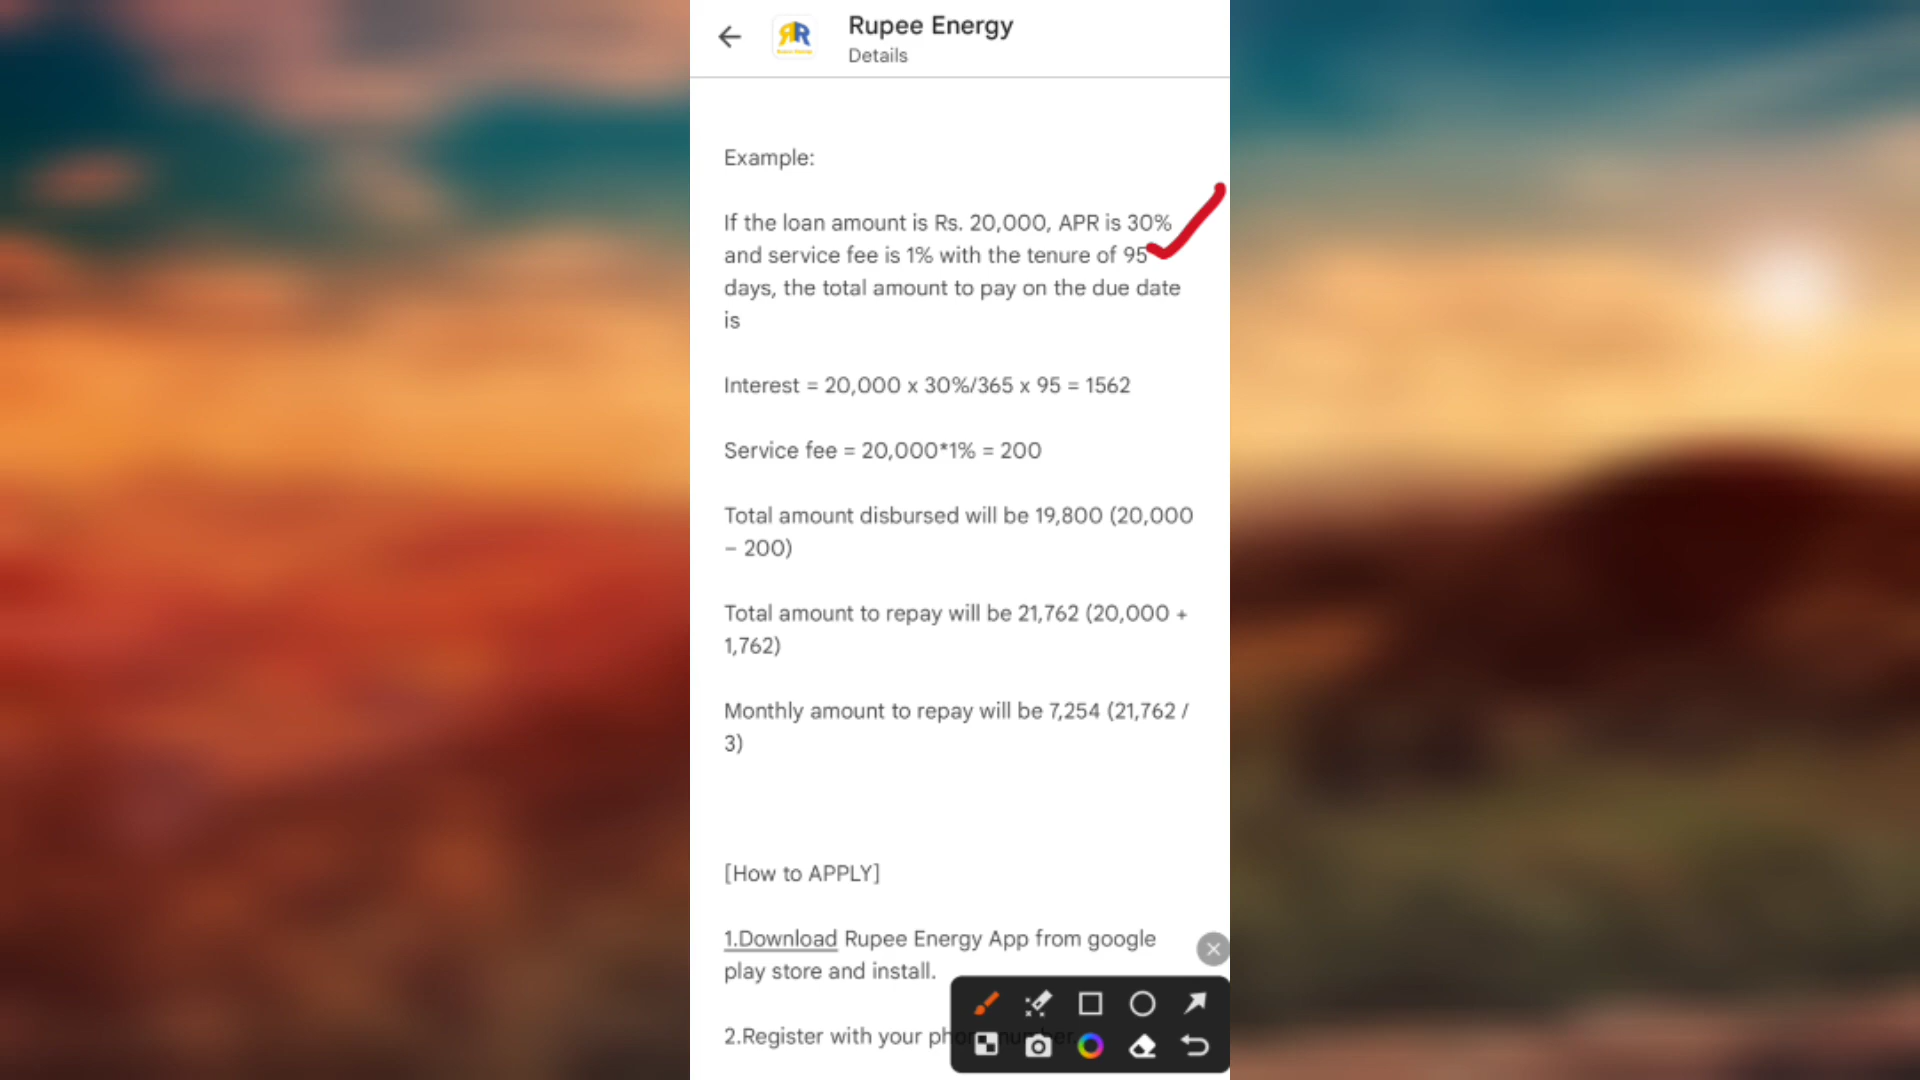 Rupee Energy
Details
Example:
If the loan amount is Rs. 20,000, APR is 30%
and service fee is 1% with the tenure of 95
days, the total amount to pay on the due date
is
Interest = 20,000 x 30%/365 x 95 = 1562
Service fee = 20,000*1% = 200
Total amount disbursed will be 19,800 (20,000
– 200)
Total amount to repay will be 21,762 (20,000 +
1,762)
Monthly amount to repay will be 7,254 (21,762 /
3)
[How to APPLY]
1.Download Rupee Energy App from google
play store and install.
2.Register with your phone number.